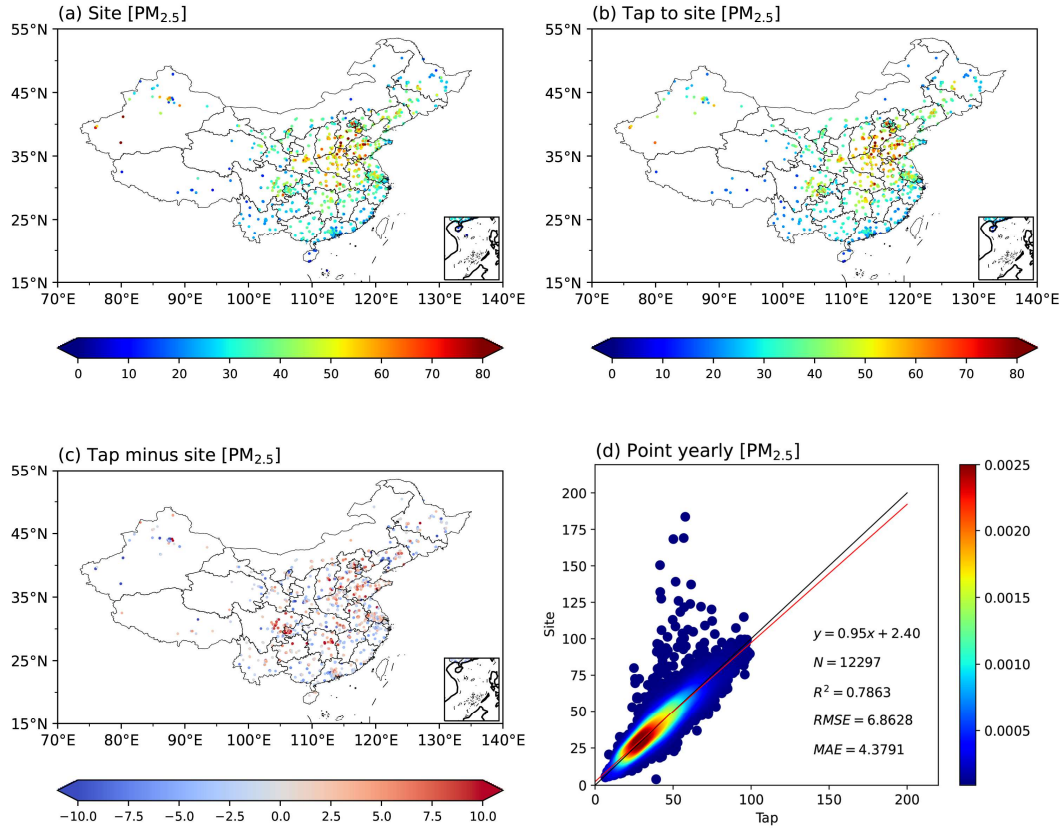 (a) Site [PM2.5]
55°N
45°N
35°N
25°N
15°N
70°E 80°E 90°E 100°E 110°E 120°E 130°E 140°E
0 10 20 30 40 50 60 70 80
(b) Tap to site [PM2.5]
55°N
45°N
35°N
25°N
15°N
70°E 80°E 90°E 100°E 110°E 120°E 130°E 140°E
0 10 20 30 40 50 60 70 80
(c) Tap minus site [PM2.5]
55°N
45°N
35°N
25°N
15°N
70°E 80°E 90°E 100°E 110°E 120°E 130°E 140°E
−10.0 −7.5 −5.0 −2.5 0.0 2.5 5.0 7.5 10.0
(d) Point yearly [PM2.5]
Site
200
175
150
125
100
75
50
25
0
0 50 100 150 200
Tap
y = 0.95x + 2.40
N = 12297
R² = 0.7863
RMSE = 6.8628
MAE = 4.3791
0.0025
0.0020
0.0015
0.0010
0.0005